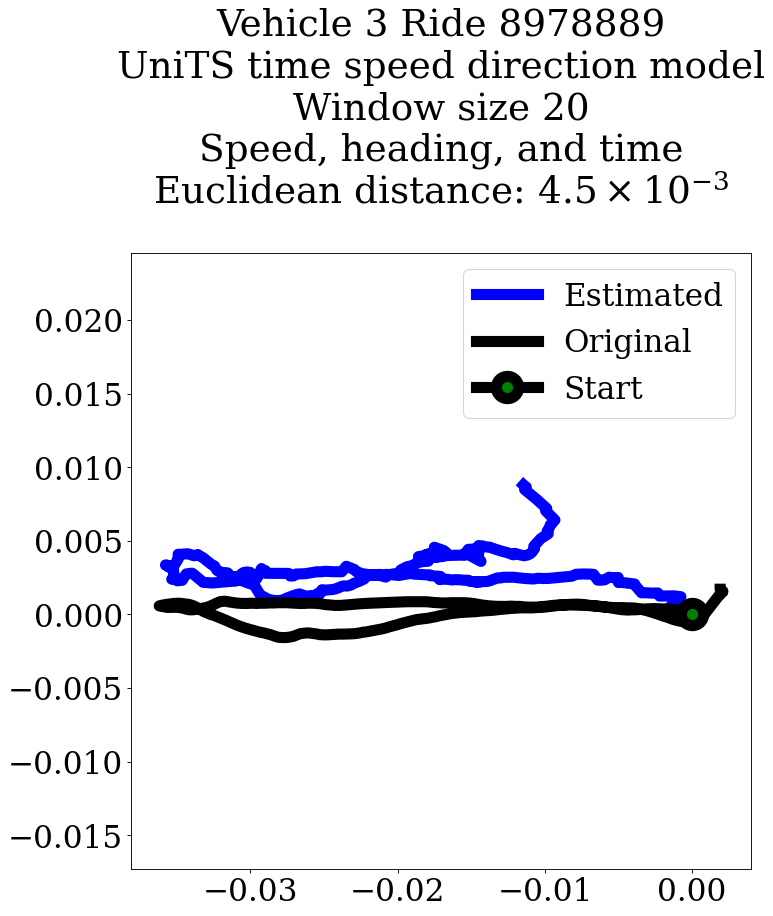 Vehicle 3 Ride 8978889
UniTS time speed direction model
Window size 20
Speed, heading, and time
Euclidean distance: 4.5 × 10⁻³
Estimated
Original
Start
0.020
0.015
0.010
0.005
0.000
−0.005
−0.010
−0.015
−0.03 −0.02 −0.01 0.00